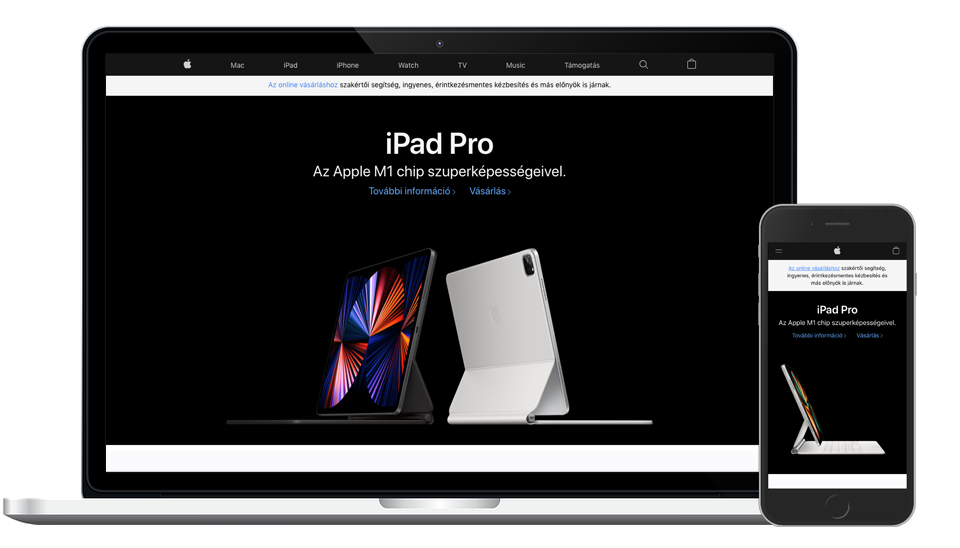 Mac iPad iPhone Watch TV Music Támogatás
Az online vásárláshoz szakértői segítség, ingyenes, érintkezésmentes kézbesítés és más előnyök is járnak.
iPad Pro
Az Apple M1 chip szuperképességeivel.
További információ › Vásárlás ›
Az online vásárláshoz szakértői segítség,
ingyenes, érintkezésmentes kézbesítés és
más előnyök is járnak.
iPad Pro
Az Apple M1 chip szuperképességeivel.
További információ › Vásárlás ›